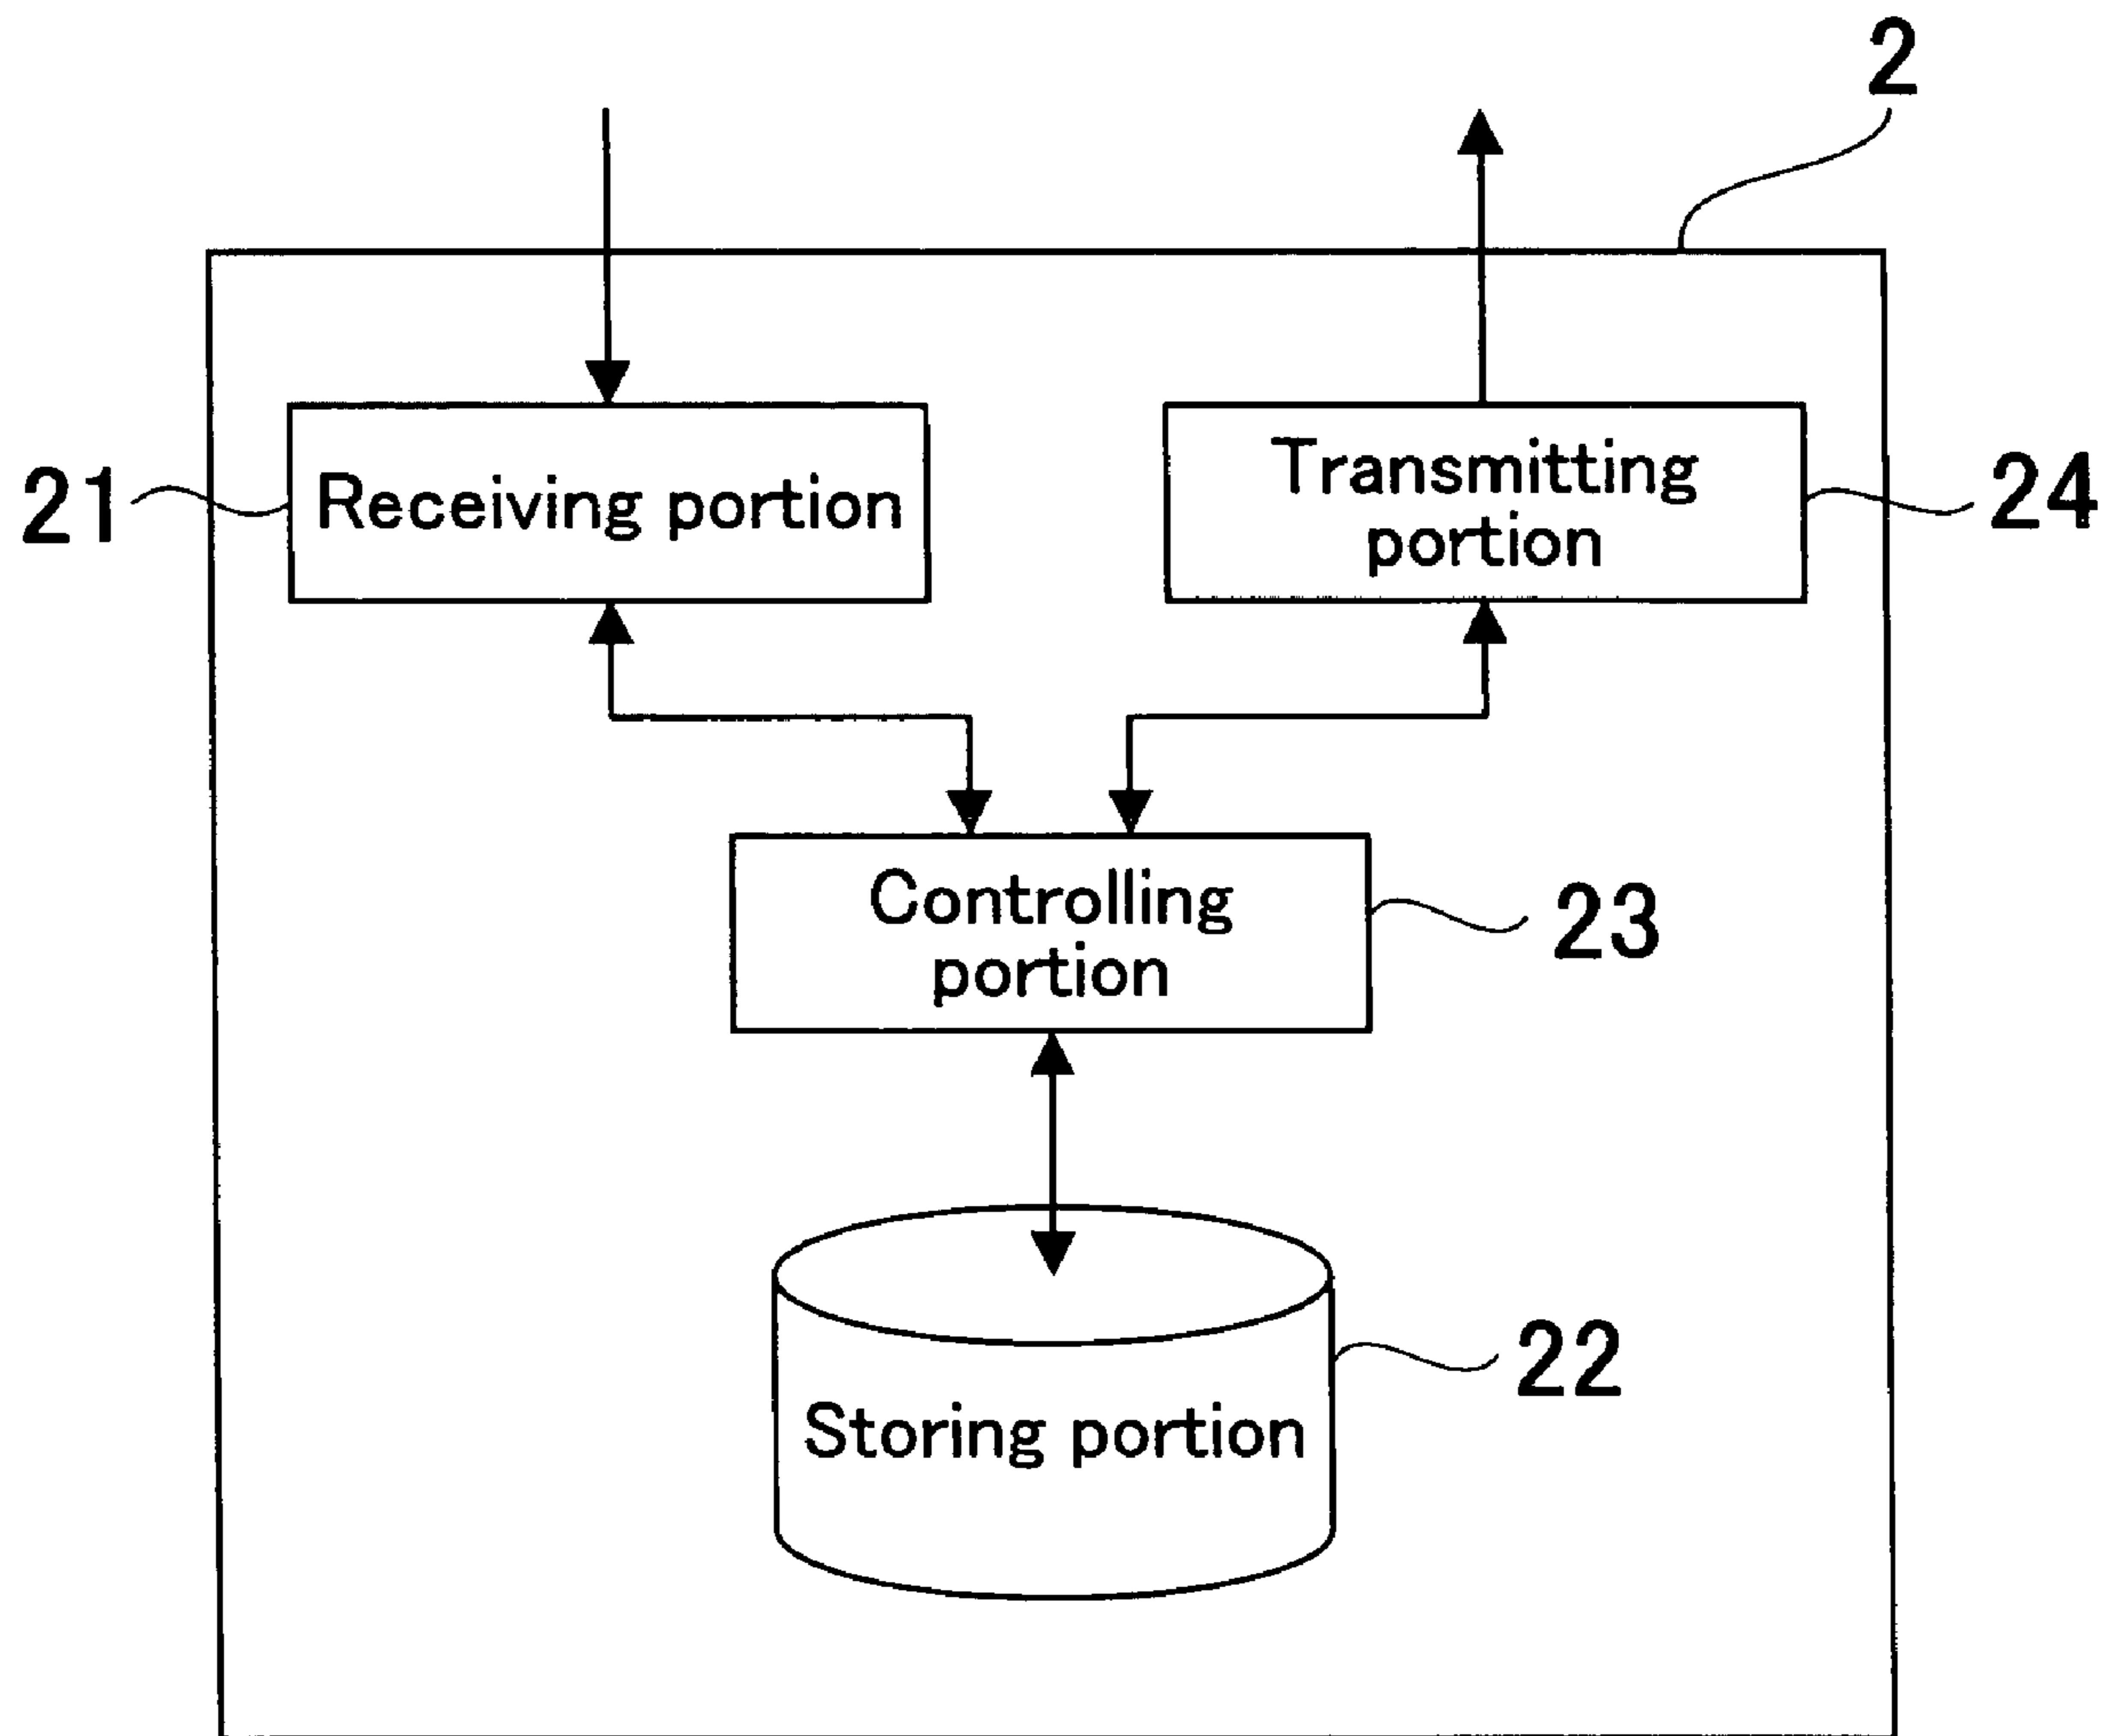 2
21
Receiving portion
Transmitting
portion
24
Controlling
portion
23
22
Storing portion